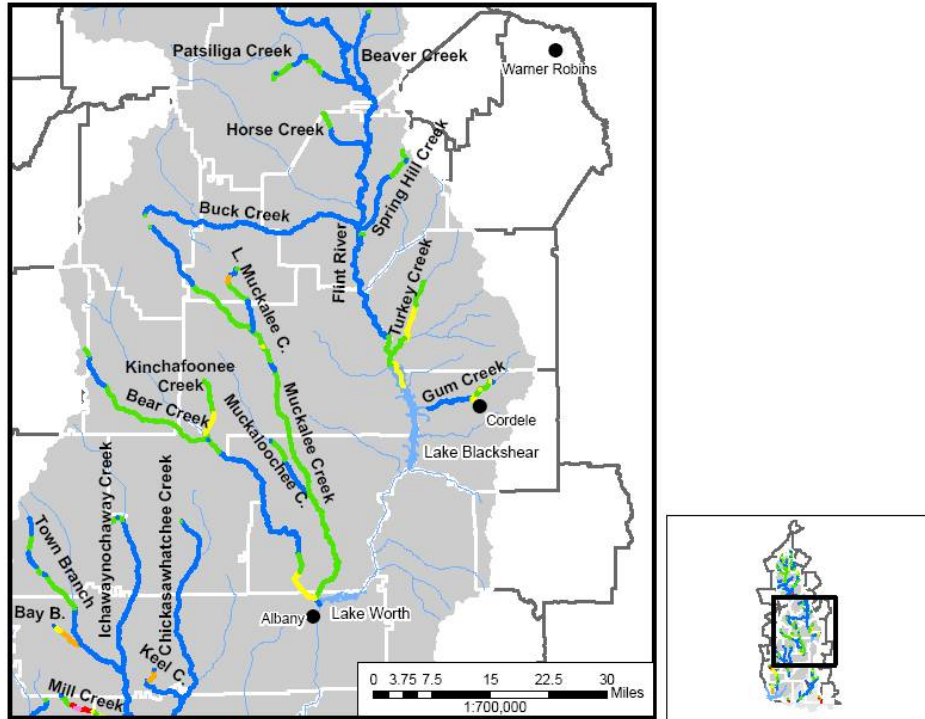 Patsiliga Creek
Beaver Creek
Warner Robins
Horse Creek
Spring Hill Creek
Buck Creek
Flint River
L. Muckalee C.
Turkey Creek
Kinchafoonee
Creek
Gum Creek
Bear Creek
Cordele
Muckaloochee C.
Muckalee Creek
Lake Blackshear
Ichawaynochaway Creek
Chickasawhatchee Creek
Town Branch
Bay B.
Albany
Lake Worth
Keel C.
Mill Creek
0 3.75 7.5 15 22.5 30
Miles
1:700,000